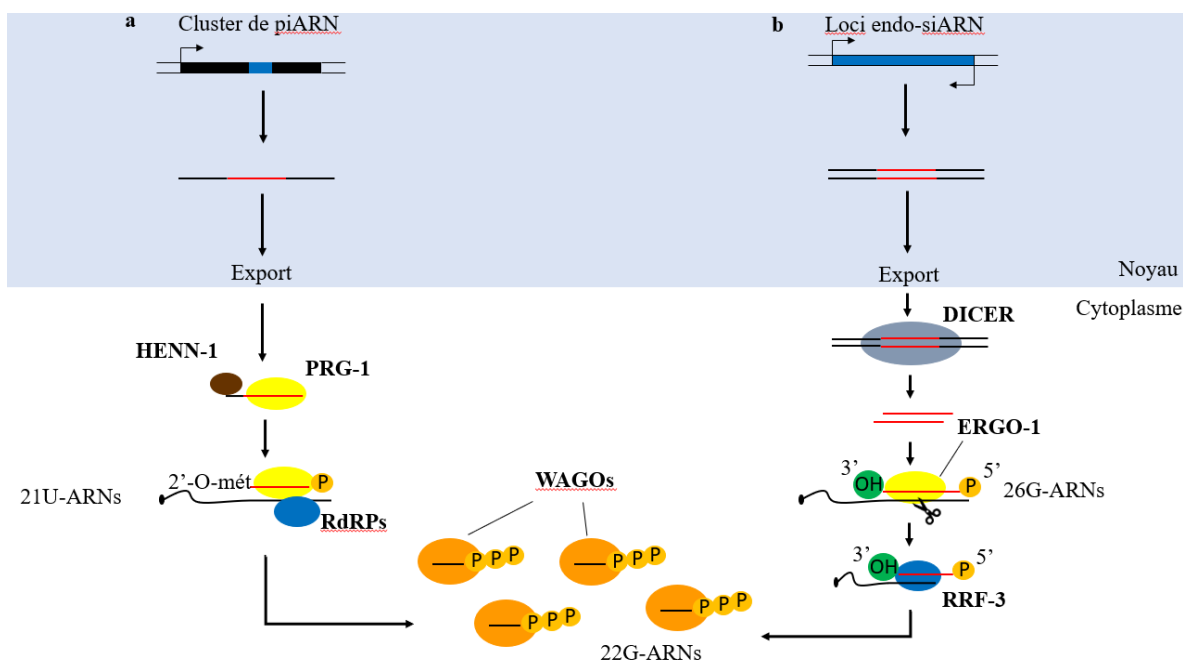 a
Cluster de piARN
b
Loci endo-siARN
Export
Export
Noyau
Cytoplasme
HENN-1
PRG-1
DICER
ERGO-1
21U-ARNs
2’-O-mét
P
RdRPs
WAGOs
3’
OH
P
5’
26G-ARNs
3’
OH
P
5’
RRF-3
P P P
P P P
P P P
P P P
22G-ARNs